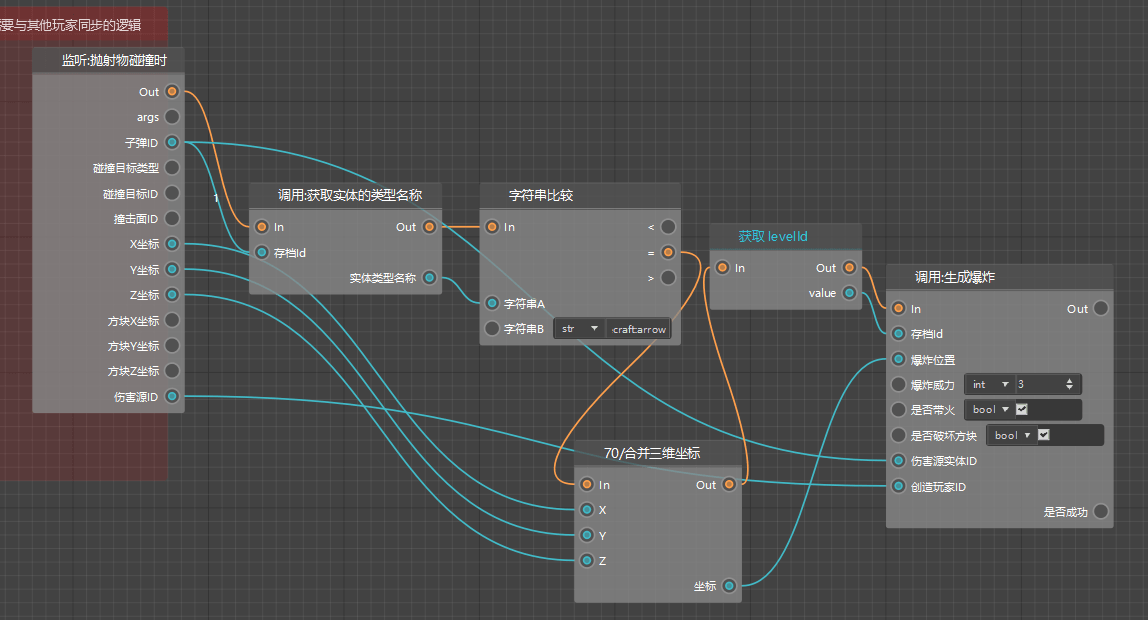 要与其他玩家同步的逻辑
监听:抛射物碰撞时
Out
args
子弹ID
碰撞目标类型
碰撞目标ID
撞击面ID
X坐标
Y坐标
Z坐标
方块X坐标
方块Y坐标
方块Z坐标
伤害源ID
1
调用:获取实体的类型名称
In
Out
存档Id
实体类型名称
字符串比较
In
<
=
>
字符串A
字符串B
str
craft:arrow
获取 levelId
In
Out
value
70/合并三维坐标
In
Out
X
Y
Z
坐标
调用:生成爆炸
In
Out
存档Id
爆炸位置
爆炸威力 int 3
是否带火 bool
是否破坏方块 bool
伤害源实体ID
创造玩家ID
是否成功